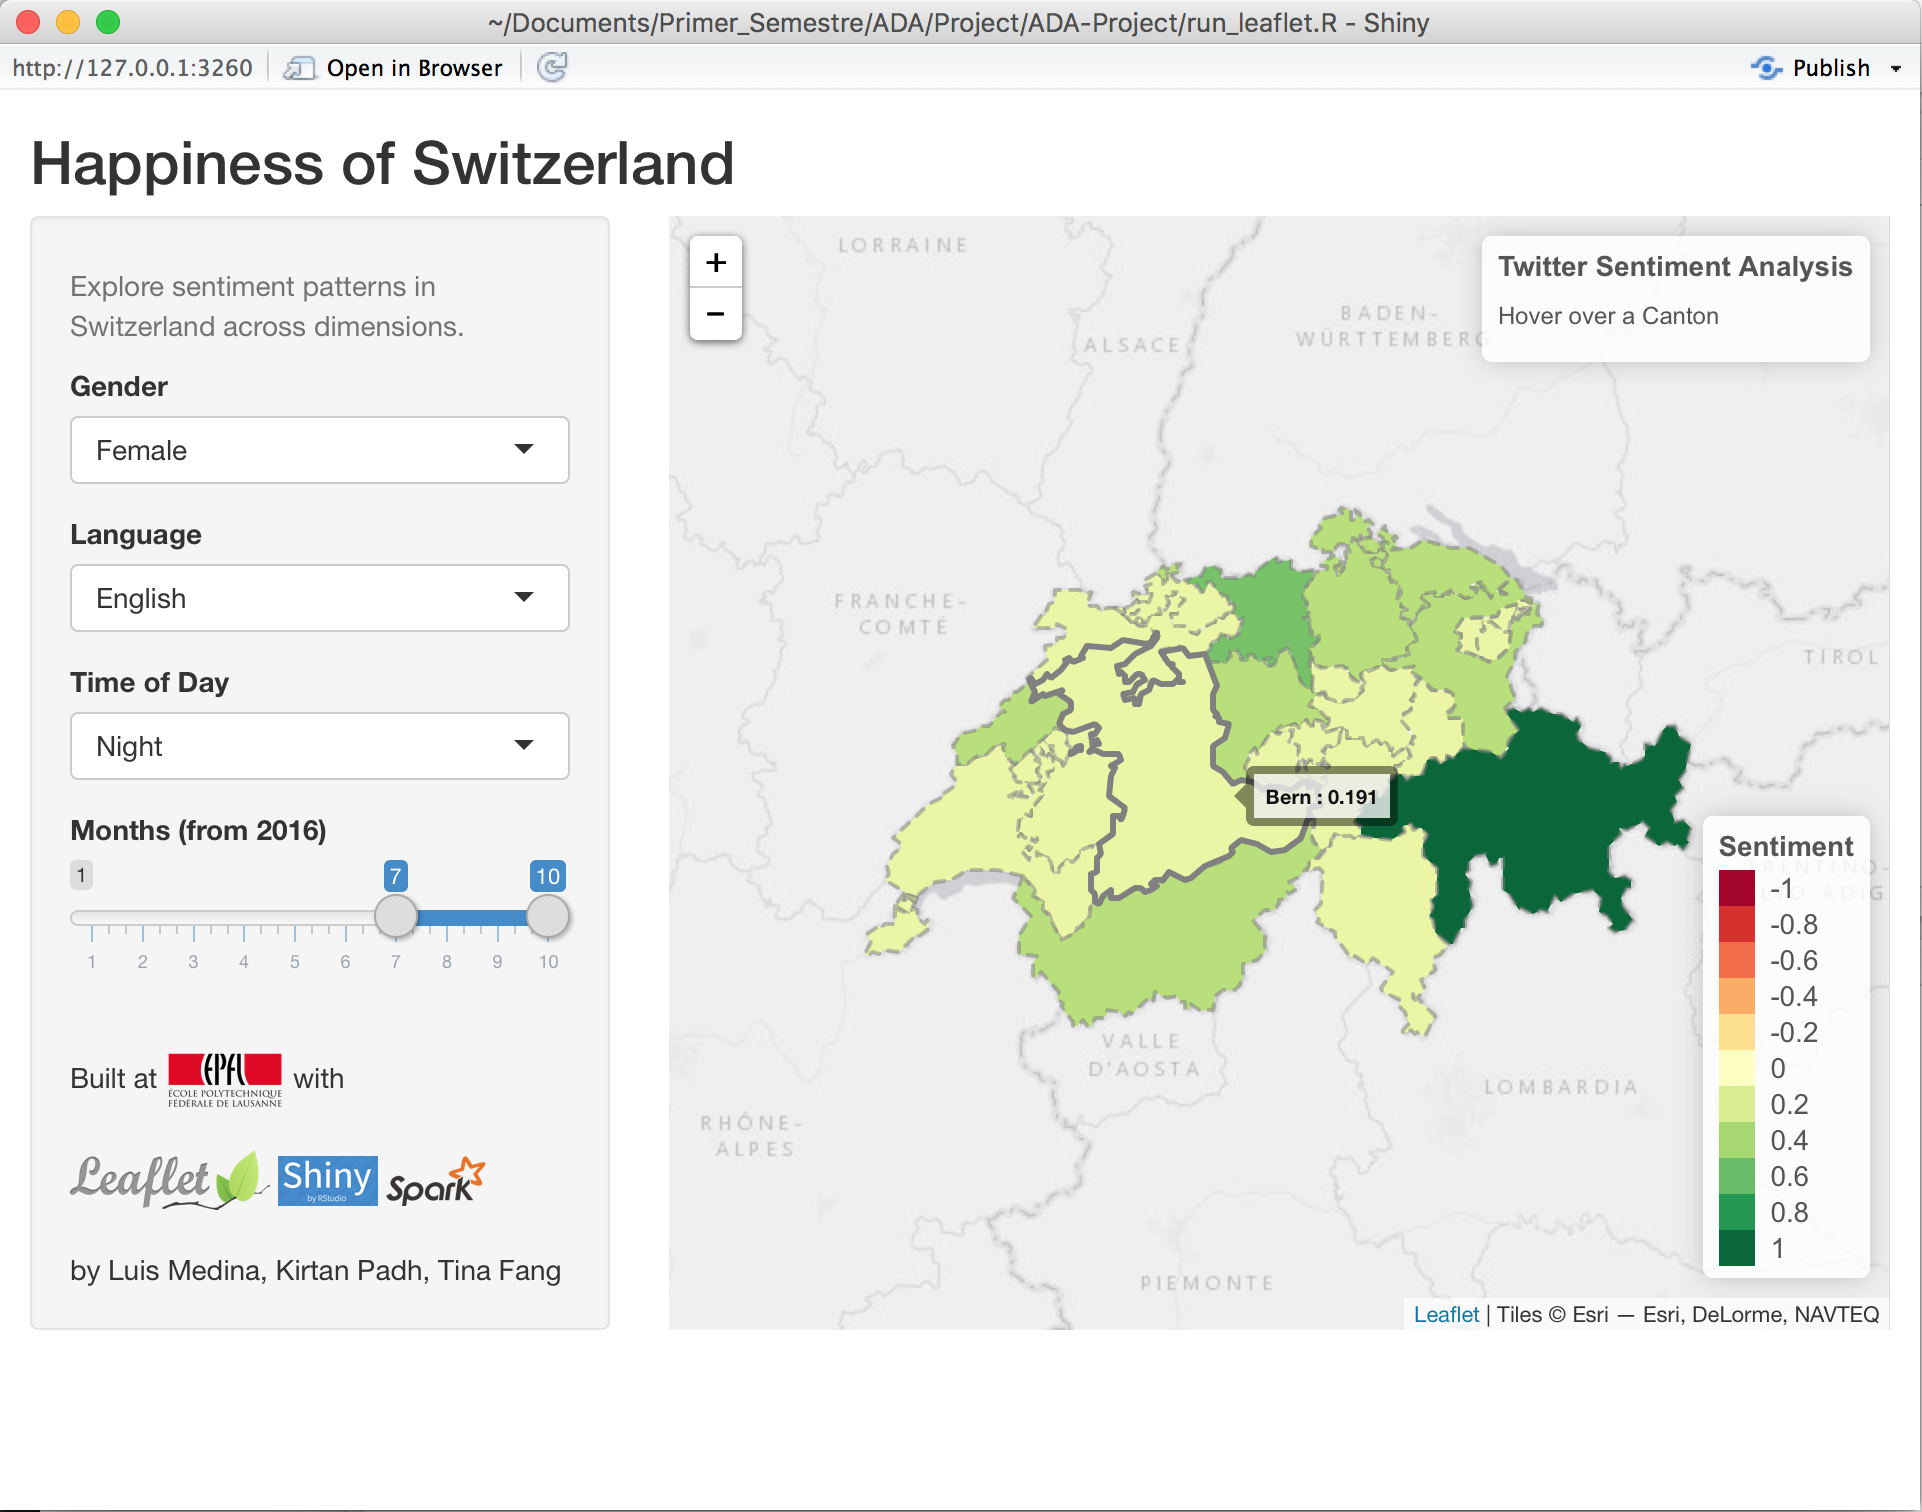 ~/Documents/Primer_Semestre/ADA/Project/ADA-Project/run_leaflet.R - Shiny
http://127.0.0.1:3260
Open in Browser
Publish
Happiness of Switzerland
Explore sentiment patterns in
Switzerland across dimensions.
Gender
Female
Language
English
Time of Day
Night
Months (from 2016)
1
7
10
1 2 3 4 5 6 7 8 9 10
Built at
EPFL
ÉCOLE POLYTECHNIQUE
FÉDÉRALE DE LAUSANNE
with
Leaflet
Shiny
by RStudio
Spark
by Luis Medina, Kirtan Padh, Tina Fang
+
−
LORRAINE
ALSACE
BADEN-
WÜRTTEMBERG
Twitter Sentiment Analysis
Hover over a Canton
FRANCHE-
COMTÉ
TIROL
Bern : 0.191
VALLE
D'AOSTA
RHÔNE-
ALPES
LOMBARDIA
PIEMONTE
Sentiment
-1
-0.8
-0.6
-0.4
-0.2
0
0.2
0.4
0.6
0.8
1
Leaflet | Tiles © Esri — Esri, DeLorme, NAVTEQ